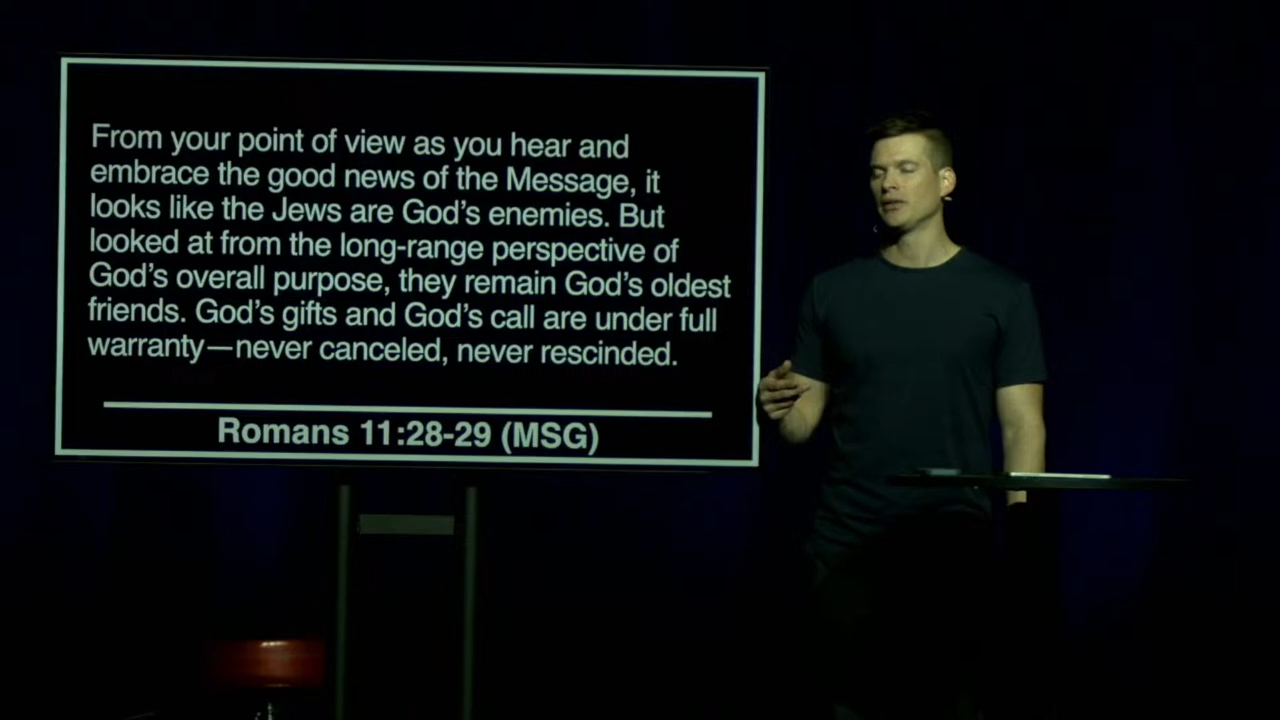 From your point of view as you hear and
embrace the good news of the Message, it
looks like the Jews are God’s enemies. But
looked at from the long-range perspective of
God’s overall purpose, they remain God’s oldest
friends. God’s gifts and God’s call are under full
warranty—never canceled, never rescinded.
Romans 11:28-29 (MSG)